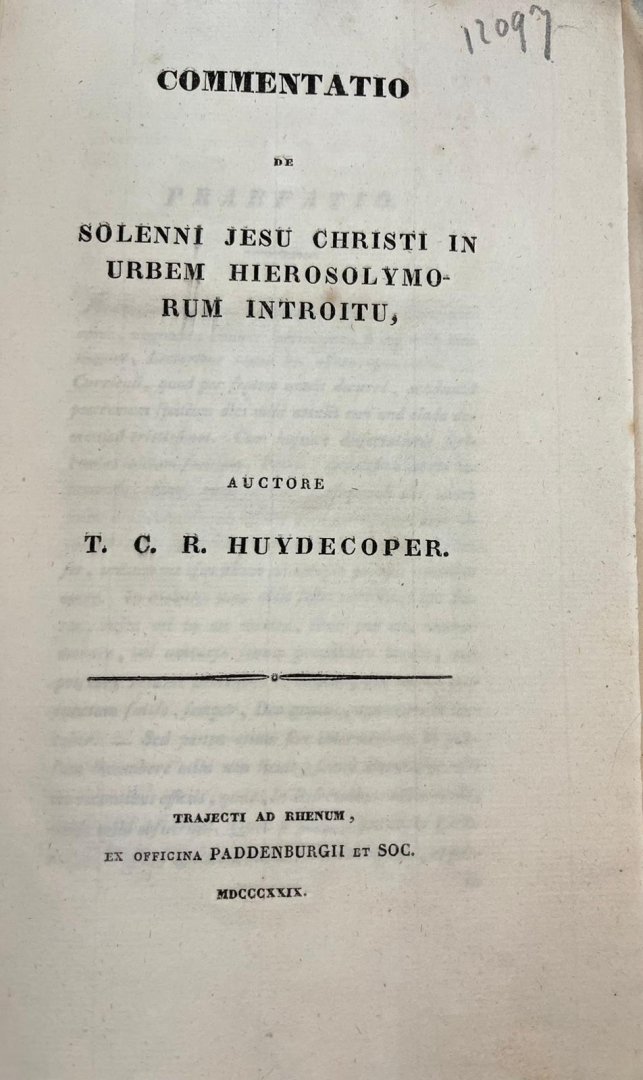 12097
COMMENTATIO
DE
SOLENNI JESU CHRISTI IN
URBEM HIEROSOLYMO-
RUM INTROITU,
AUCTORE
T. C. R. HUYDECOPER.
TRAJECTI AD RHENUM,
EX OFFICINA PADDENBURGII ET SOC.
MDCCCXXIX.